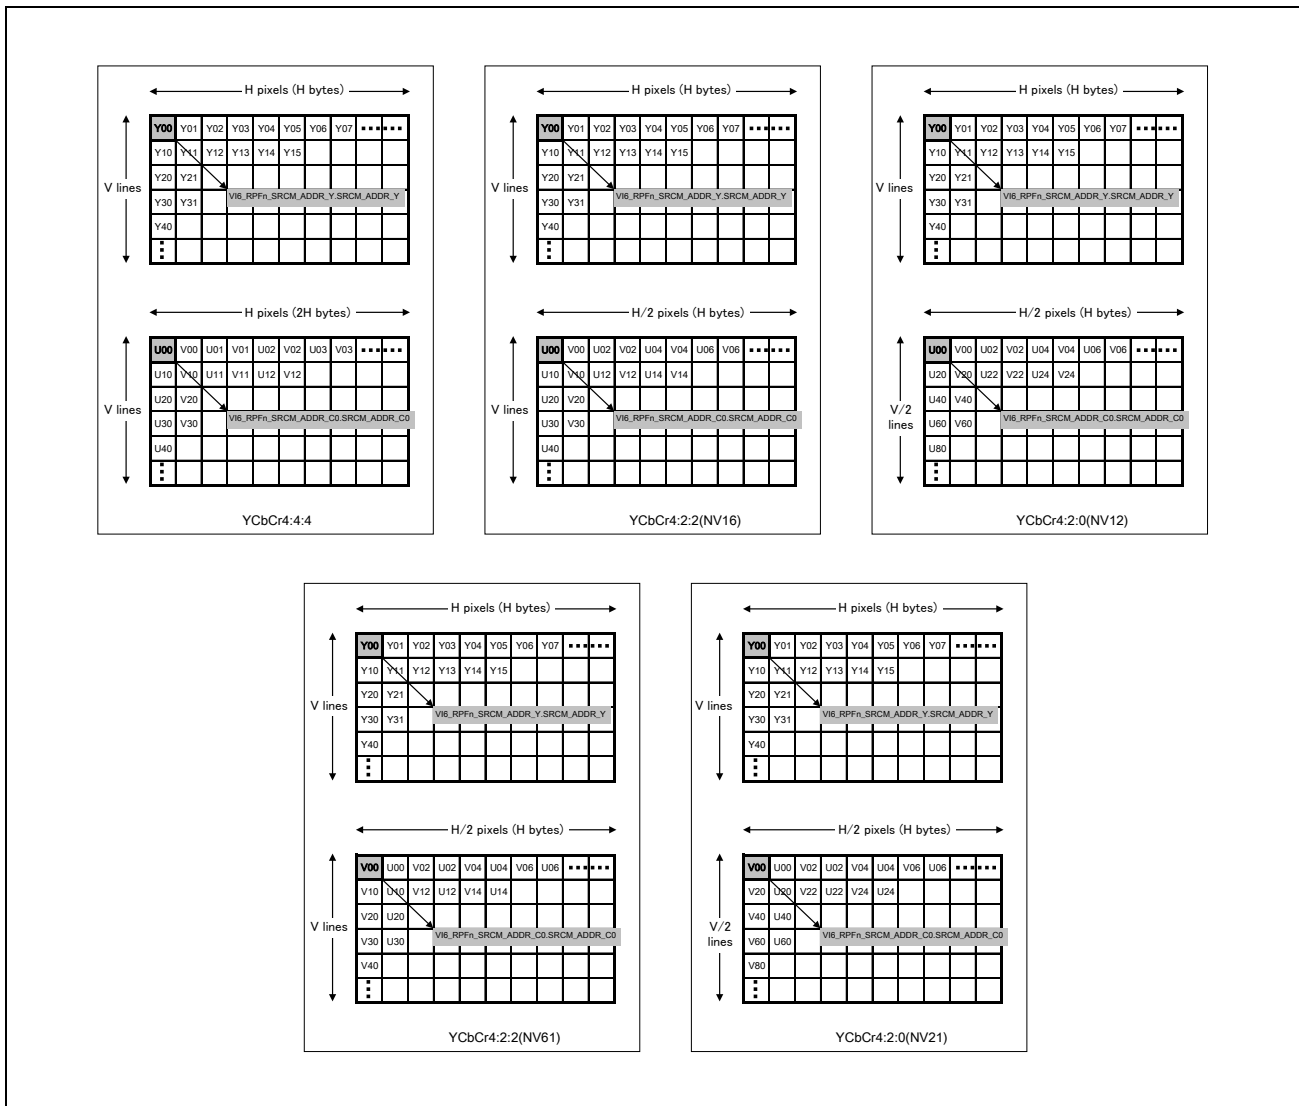 H pixels (H bytes)
Y00 Y01 Y02 Y03 Y04 Y05 Y06 Y07
Y10 Y11 Y12 Y13 Y14 Y15
Y20 Y21
V lines
VI6_RPFn_SRCM_ADDR_Y.SRCM_ADDR_Y
Y30 Y31
Y40
H pixels (2H bytes)
U00 V00 U01 V01 U02 V02 U03 V03
U10 V10 U11 V11 U12 V12
U20 V20
V lines
VI6_RPFn_SRCM_ADDR_C0.SRCM_ADDR_C0
U30 V30
U40
YCbCr4:4:4
H pixels (H bytes)
Y00 Y01 Y02 Y03 Y04 Y05 Y06 Y07
Y10 Y11 Y12 Y13 Y14 Y15
Y20 Y21
V lines
VI6_RPFn_SRCM_ADDR_Y.SRCM_ADDR_Y
Y30 Y31
Y40
H/2 pixels (H bytes)
U00 V00 U02 V02 U04 V04 U06 V06
U10 V10 U12 V12 U14 V14
U20 V20
V lines
VI6_RPFn_SRCM_ADDR_C0.SRCM_ADDR_C0
U30 V30
U40
YCbCr4:2:2(NV16)
H pixels (H bytes)
Y00 Y01 Y02 Y03 Y04 Y05 Y06 Y07
Y10 Y11 Y12 Y13 Y14 Y15
Y20 Y21
V lines
VI6_RPFn_SRCM_ADDR_Y.SRCM_ADDR_Y
Y30 Y31
Y40
H/2 pixels (H bytes)
U00 V00 U02 V02 U04 V04 U06 V06
U20 V20 U22 V22 U24 V24
U40 V40
V/2
lines
VI6_RPFn_SRCM_ADDR_C0.SRCM_ADDR_C0
U60 V60
U80
YCbCr4:2:0(NV12)
H pixels (H bytes)
Y00 Y01 Y02 Y03 Y04 Y05 Y06 Y07
Y10 Y11 Y12 Y13 Y14 Y15
Y20 Y21
V lines
VI6_RPFn_SRCM_ADDR_Y.SRCM_ADDR_Y
Y30 Y31
Y40
H/2 pixels (H bytes)
V00 U00 V02 U02 V04 U04 V06 U06
V10 U10 V12 U12 V14 U14
V20 U20
V lines
VI6_RPFn_SRCM_ADDR_C0.SRCM_ADDR_C0
V30 U30
V40
YCbCr4:2:2(NV61)
H pixels (H bytes)
Y00 Y01 Y02 Y03 Y04 Y05 Y06 Y07
Y10 Y11 Y12 Y13 Y14 Y15
Y20 Y21
V lines
VI6_RPFn_SRCM_ADDR_Y.SRCM_ADDR_Y
Y30 Y31
Y40
H/2 pixels (H bytes)
V00 U00 V02 U02 V04 U04 V06 U06
V20 U20 V22 U22 V24 U24
V40 U40
V/2
lines
VI6_RPFn_SRCM_ADDR_C0.SRCM_ADDR_C0
V60 U60
V80
YCbCr4:2:0(NV21)